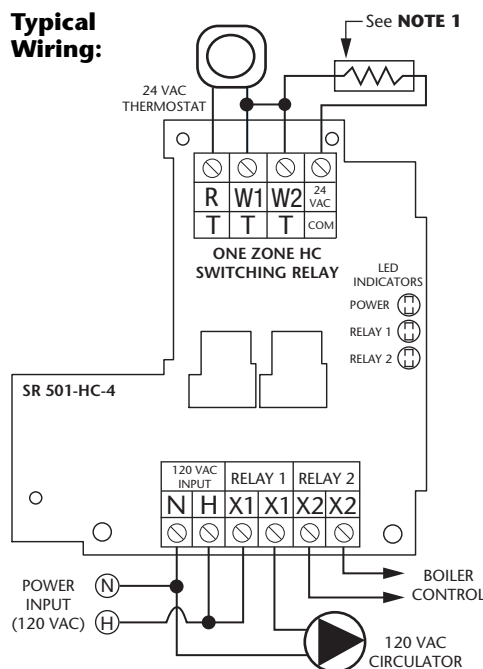 Typical
Wiring:
See NOTE 1
24 VAC
THERMOSTAT
R W1 W2 24 VAC
T T T COM
ONE ZONE HC
SWITCHING RELAY
LED
INDICATORS
POWER
RELAY 1
RELAY 2
SR 501-HC-4
120 VAC
INPUT
RELAY 1 RELAY 2
N H X1 X1 X2 X2
POWER
INPUT
(120 VAC)
N
H
BOILER
CONTROL
120 VAC
CIRCULATOR